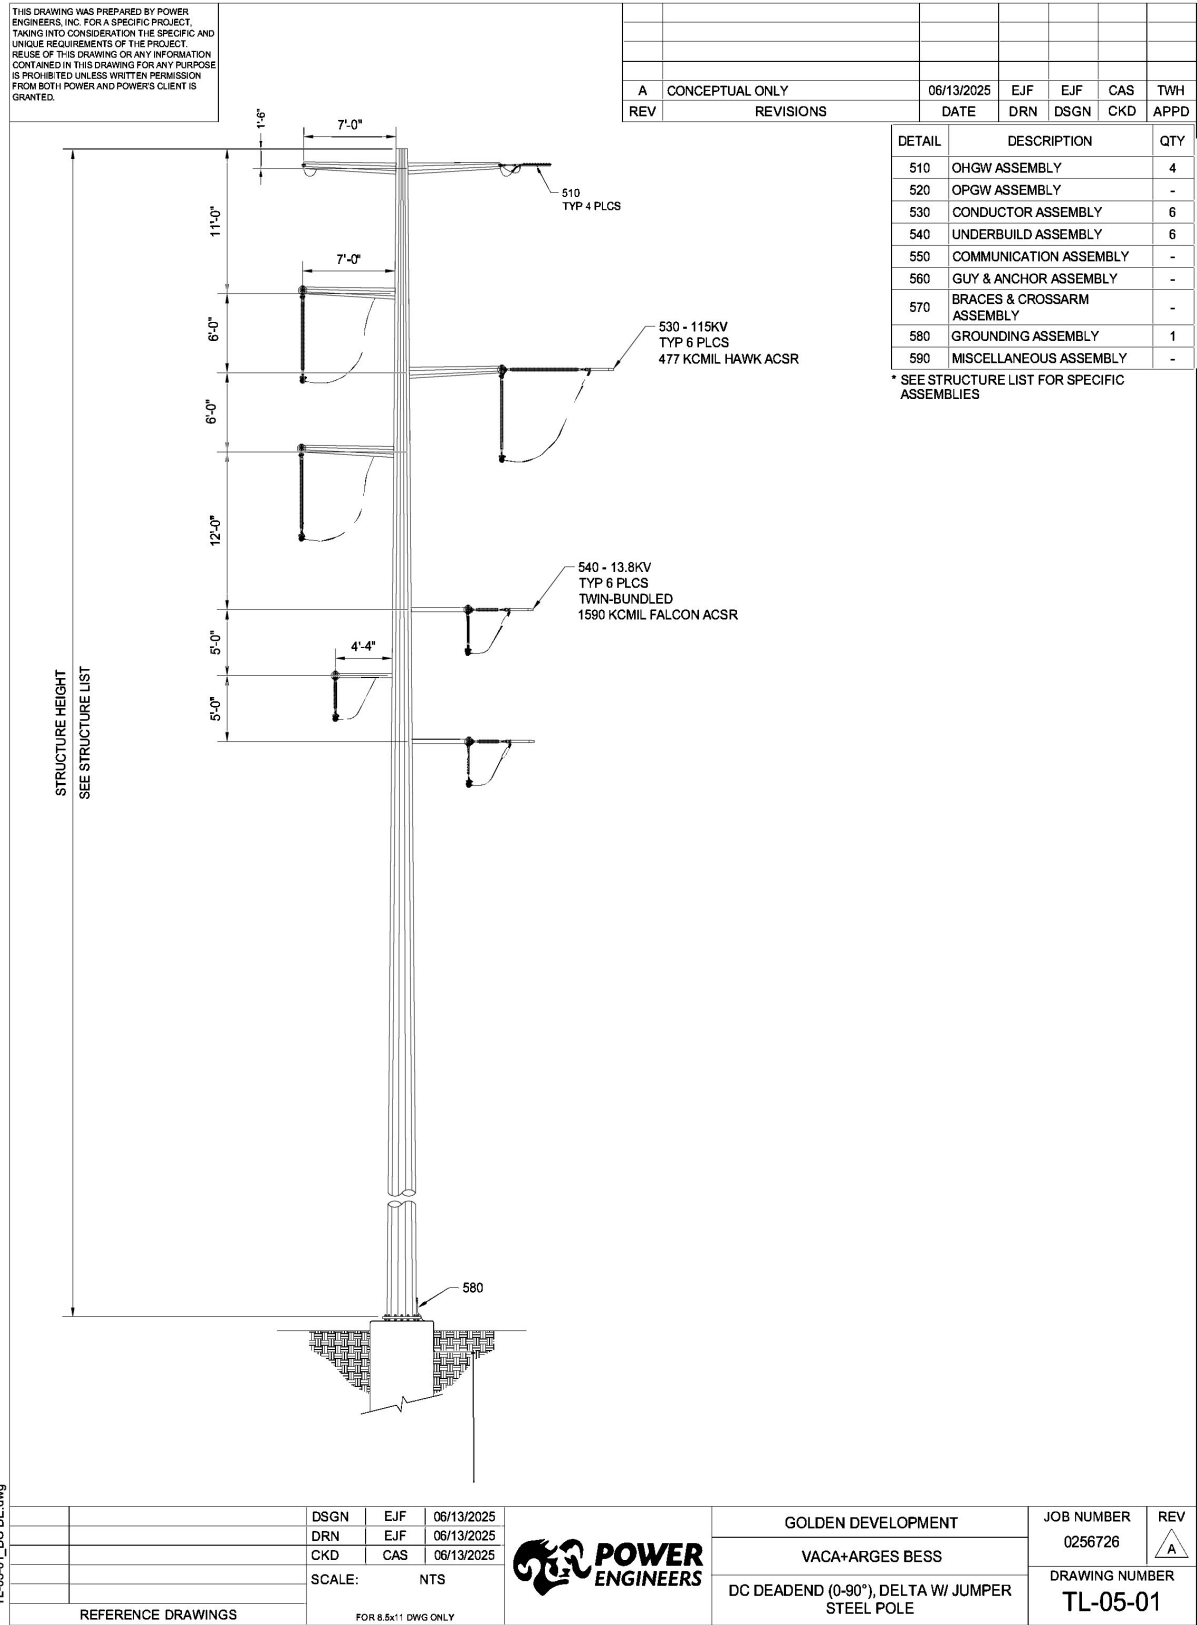 THIS DRAWING WAS PREPARED BY POWER
ENGINEERS, INC. FOR A SPECIFIC PROJECT,
TAKING INTO CONSIDERATION THE SPECIFIC AND
UNIQUE REQUIREMENTS OF THE PROJECT.
REUSE OF THIS DRAWING OR ANY INFORMATION
CONTAINED IN THIS DRAWING FOR ANY PURPOSE
IS PROHIBITED UNLESS WRITTEN PERMISSION
FROM BOTH POWER AND POWER'S CLIENT IS
GRANTED.
A CONCEPTUAL ONLY 06/13/2025 EJF EJF CAS TWH
REV REVISIONS DATE DRN DSGN CKD APPD
DETAIL DESCRIPTION QTY
510 OHGW ASSEMBLY 4
520 OPGW ASSEMBLY -
530 CONDUCTOR ASSEMBLY 6
540 UNDERBUILD ASSEMBLY 6
550 COMMUNICATION ASSEMBLY -
560 GUY & ANCHOR ASSEMBLY -
570 BRACES & CROSSARM
ASSEMBLY -
580 GROUNDING ASSEMBLY 1
590 MISCELLANEOUS ASSEMBLY -
* SEE STRUCTURE LIST FOR SPECIFIC
ASSEMBLIES
1'-6"
7'-0"
510
TYP 4 PLCS
11'-0"
7'-0"
6'-0"
530 - 115KV
TYP 6 PLCS
477 KCMIL HAWK ACSR
6'-0"
12'-0"
540 - 13.8KV
TYP 6 PLCS
TWIN-BUNDLED
1590 KCMIL FALCON ACSR
5'-0"
4'-4"
5'-0"
STRUCTURE HEIGHT
SEE STRUCTURE LIST
580
DSGN EJF 06/13/2025
DRN EJF 06/13/2025
CKD CAS 06/13/2025
SCALE: NTS
FOR 8.5x11 DWG ONLY
REFERENCE DRAWINGS
POWER
ENGINEERS
GOLDEN DEVELOPMENT
VACA+ARGES BESS
DC DEADEND (0-90°), DELTA W/ JUMPER
STEEL POLE
JOB NUMBER
0256726
REV
A
DRAWING NUMBER
TL-05-01